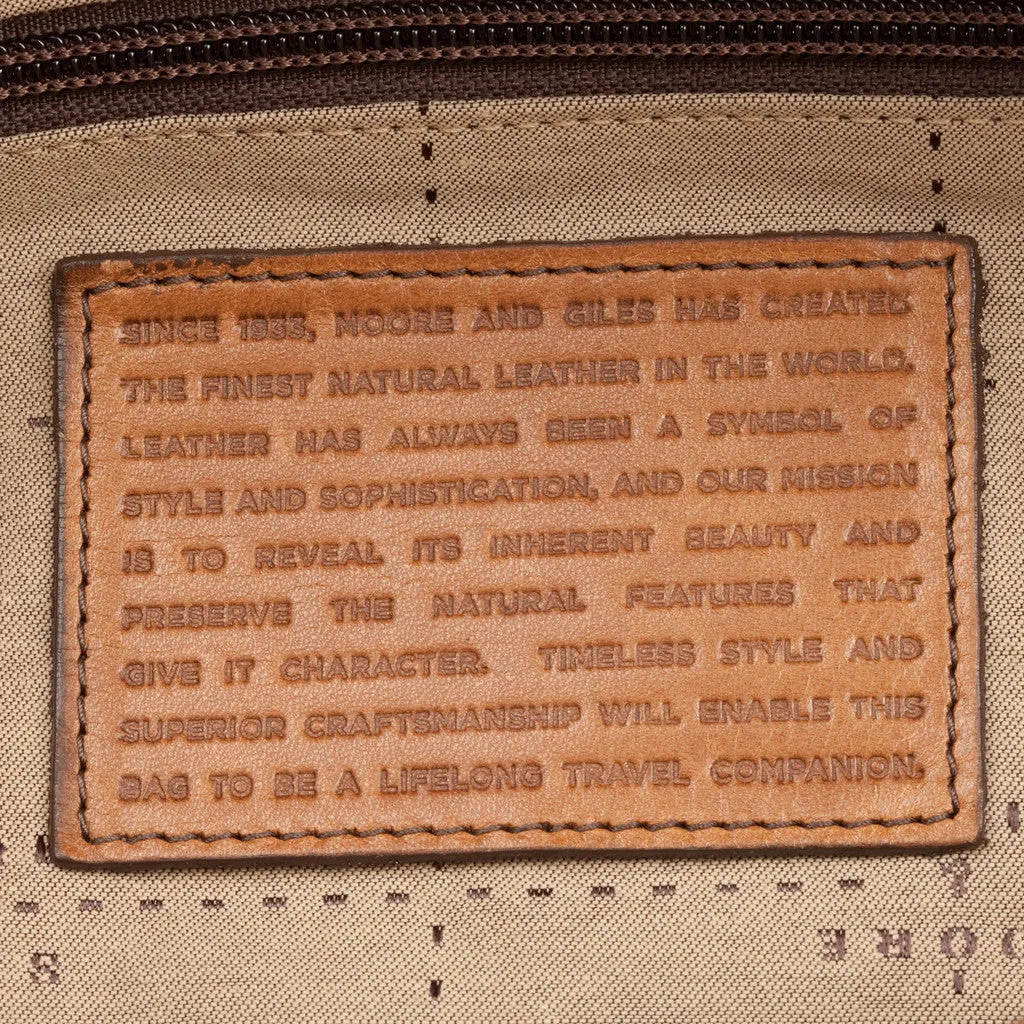 SINCE 1933, MOORE AND GILES HAS CREATED
THE FINEST NATURAL LEATHER IN THE WORLD.
LEATHER HAS ALWAYS BEEN A SYMBOL OF
STYLE AND SOPHISTICATION, AND OUR MISSION
IS TO REVEAL ITS INHERENT BEAUTY AND
PRESERVE THE NATURAL FEATURES THAT
GIVE IT CHARACTER. TIMELESS STYLE AND
SUPERIOR CRAFTSMANSHIP WILL ENABLE THIS
BAG TO BE A LIFELONG TRAVEL COMPANION.
&
S
OORE